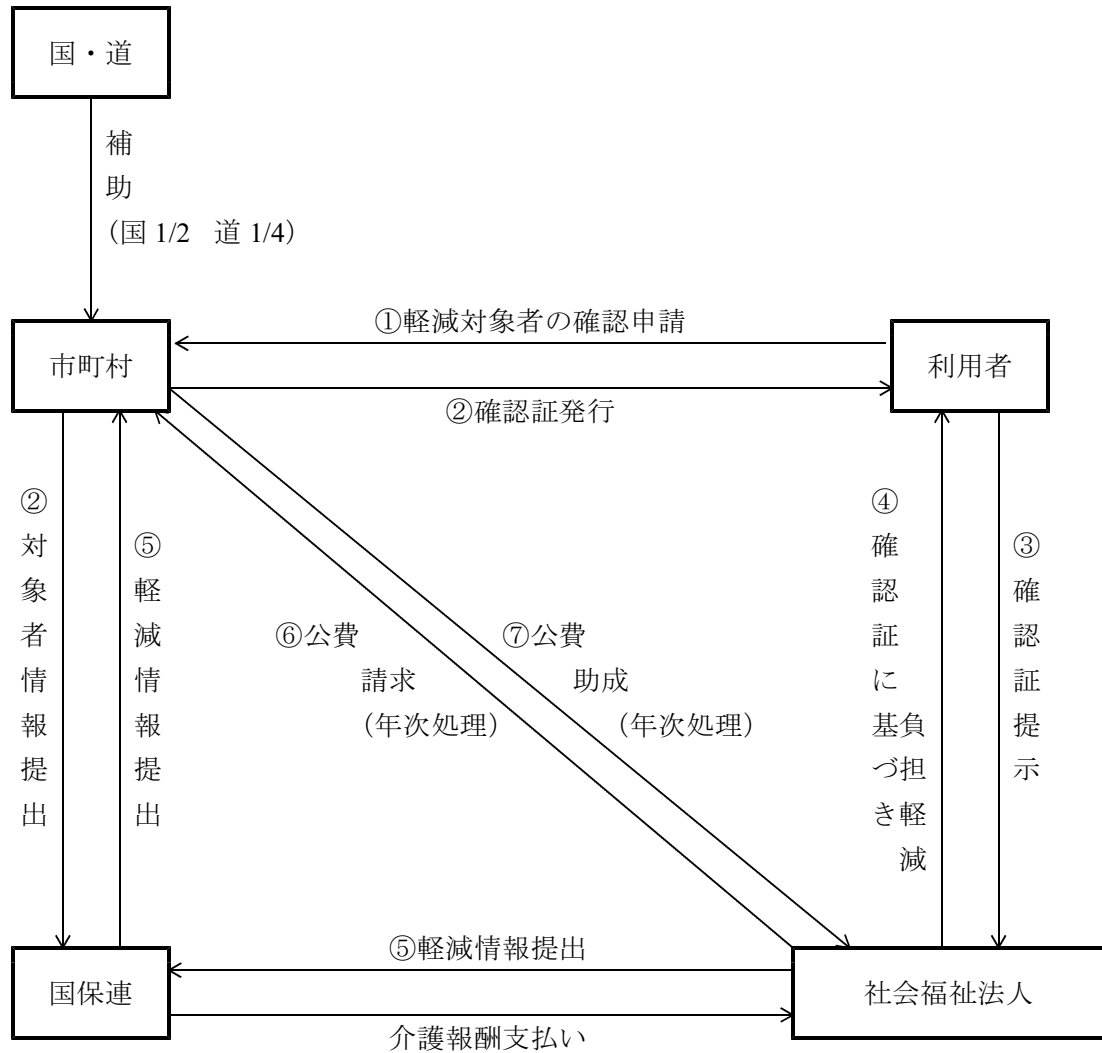 国・道
補助
（国 1/2　道 1/4）
①軽減対象者の確認申請
市町村
利用者
②確認証発行
②対象者情報提出
⑤軽減情報提出
⑥公費
請求
（年次処理）
⑦公費
助成
（年次処理）
④確認証に基づき
負担軽減
③確認証提示
⑤軽減情報提出
国保連
社会福祉法人
介護報酬支払い